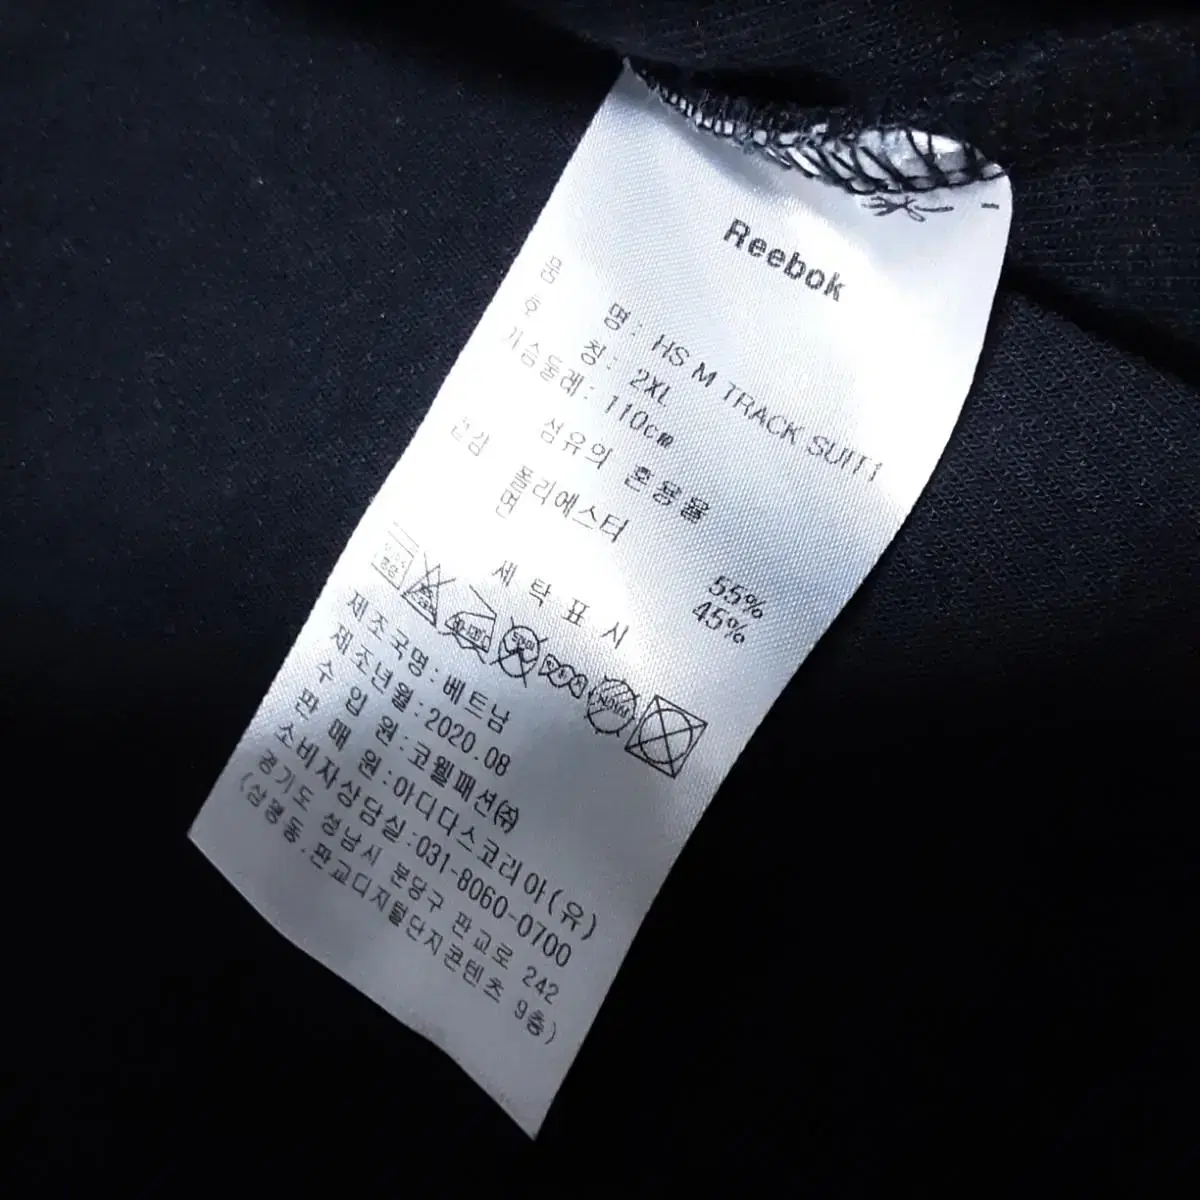 Reebok
품 명: HS M TRACK SUIT1
호 칭: 2XL
가슴둘레: 110cm
섬유의 혼용율
겉감
폴리에스터 55%
면 45%
세탁표시
제조국명:베트남
제조년월:2020.08
수 입 원:코웰패션㈜
판 매 원:아디다스코리아(유)
소비자상담실:031-8060-0700
경기도 성남시 분당구 판교로 242
(삼평동,판교디지털단지콘텐츠 9층)